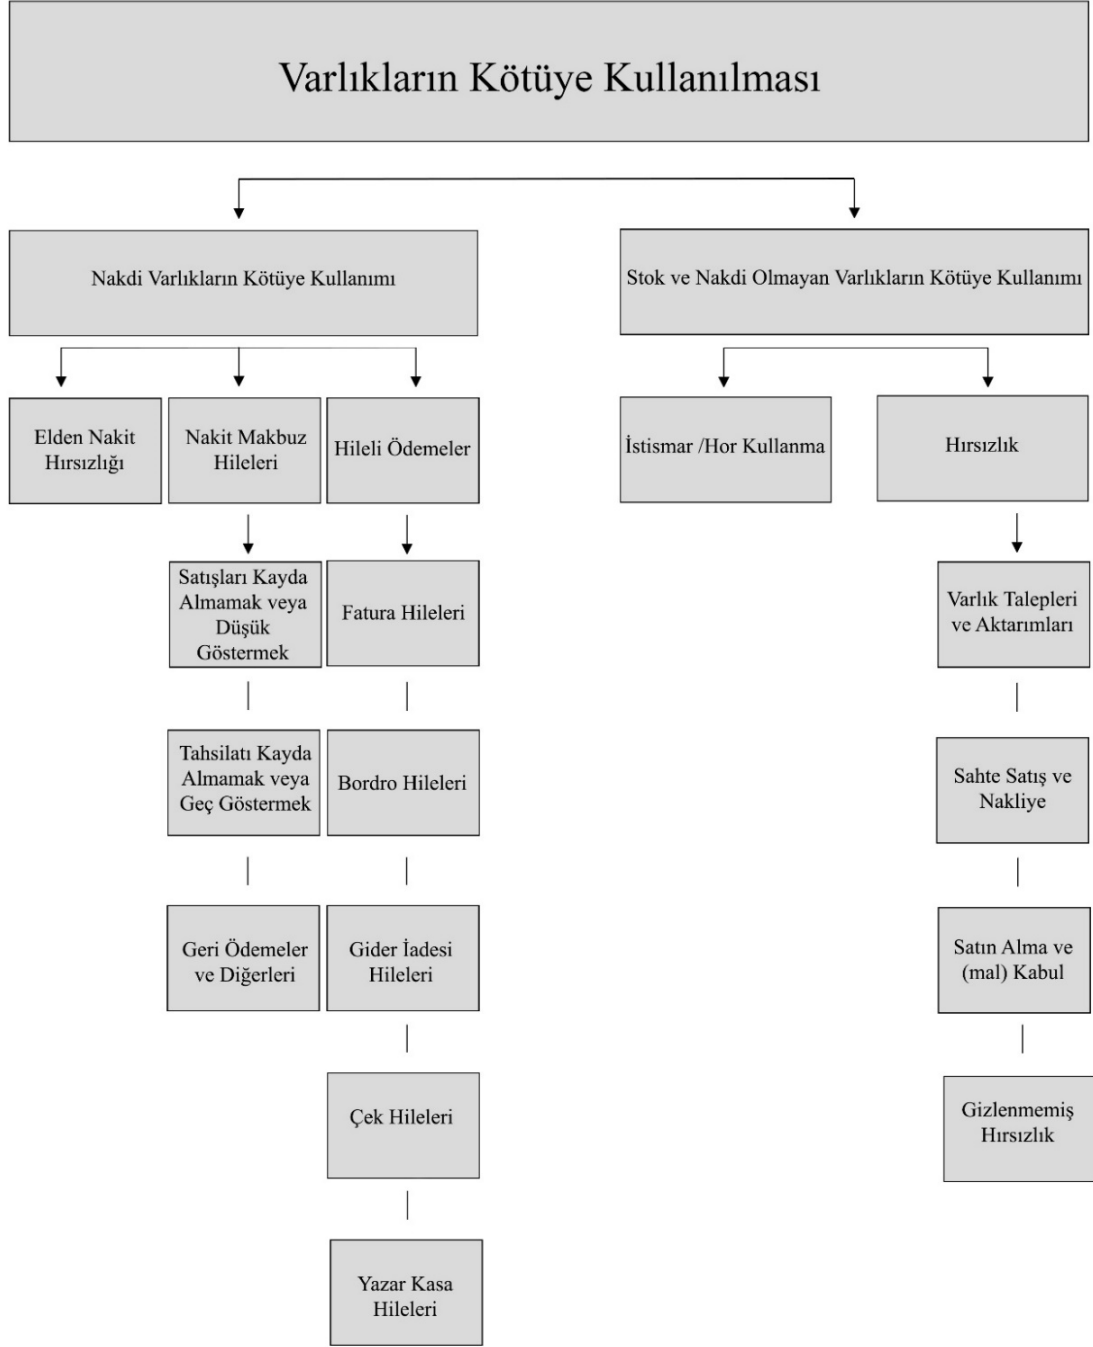 Varlıkların Kötüye Kullanılması
Nakdi Varlıkların Kötüye Kullanımı
Stok ve Nakdi Olmayan Varlıkların Kötüye Kullanımı
Elden Nakit
Hırsızlığı
Nakit Makbuz
Hileleri
Hileli Ödemeler
İstismar /Hor Kullanma
Hırsızlık
Satışları Kayda
Almamak veya
Düşük
Göstermek
Fatura Hileleri
Varlık Talepleri
ve Aktarımları
Tahsilatı Kayda
Almamak veya
Geç Göstermek
Bordro Hileleri
Sahte Satış ve
Nakliye
Geri Ödemeler
ve Diğerleri
Gider İadesi
Hileleri
Satın Alma ve
(mal) Kabul
Çek Hileleri
Gizlenmemiş
Hırsızlık
Yazar Kasa
Hileleri